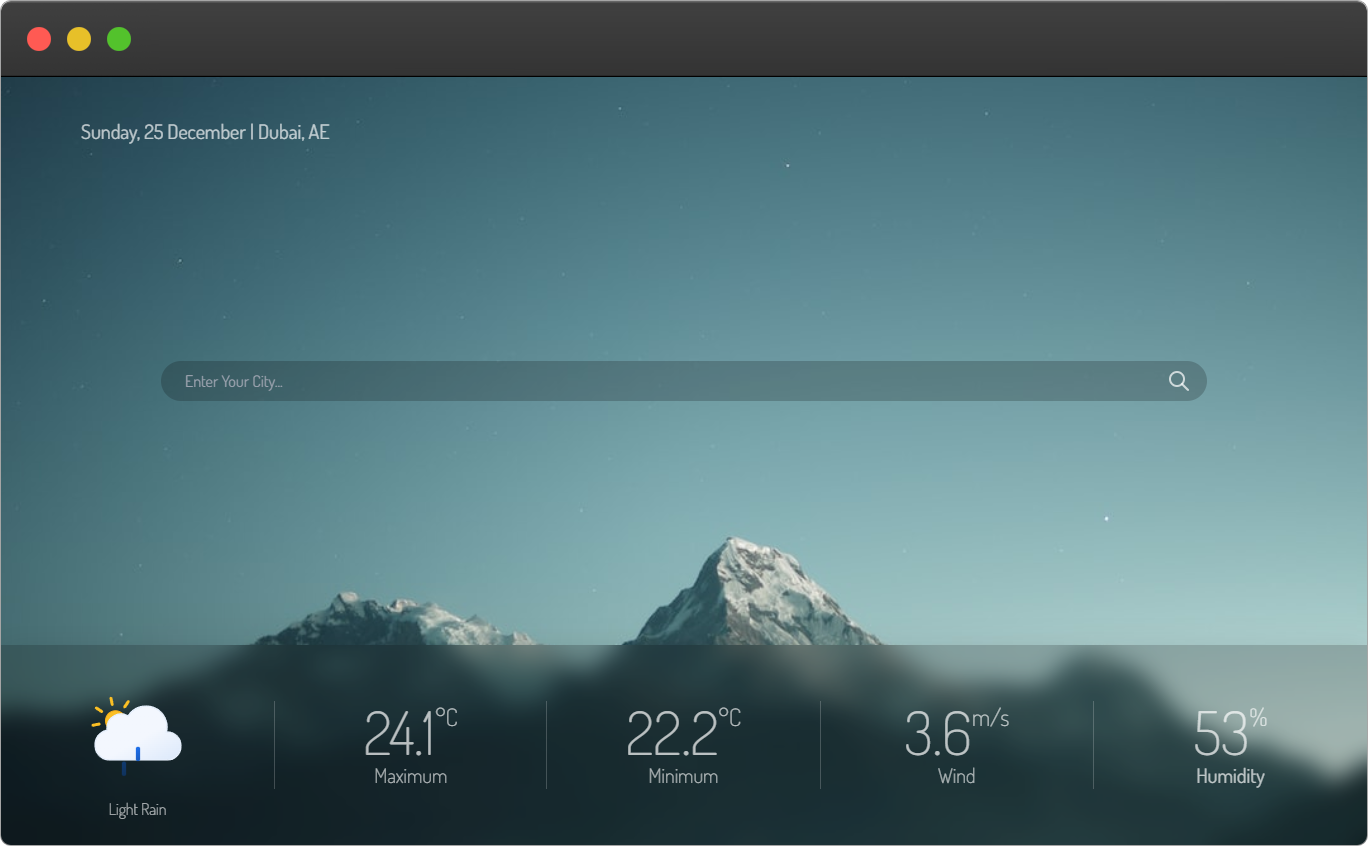 Sunday, 25 December | Dubai, AE
Enter Your City...
24.1°C
22.2°C
3.6m/s
53%
Maximum
Minimum
Wind
Humidity
Light Rain